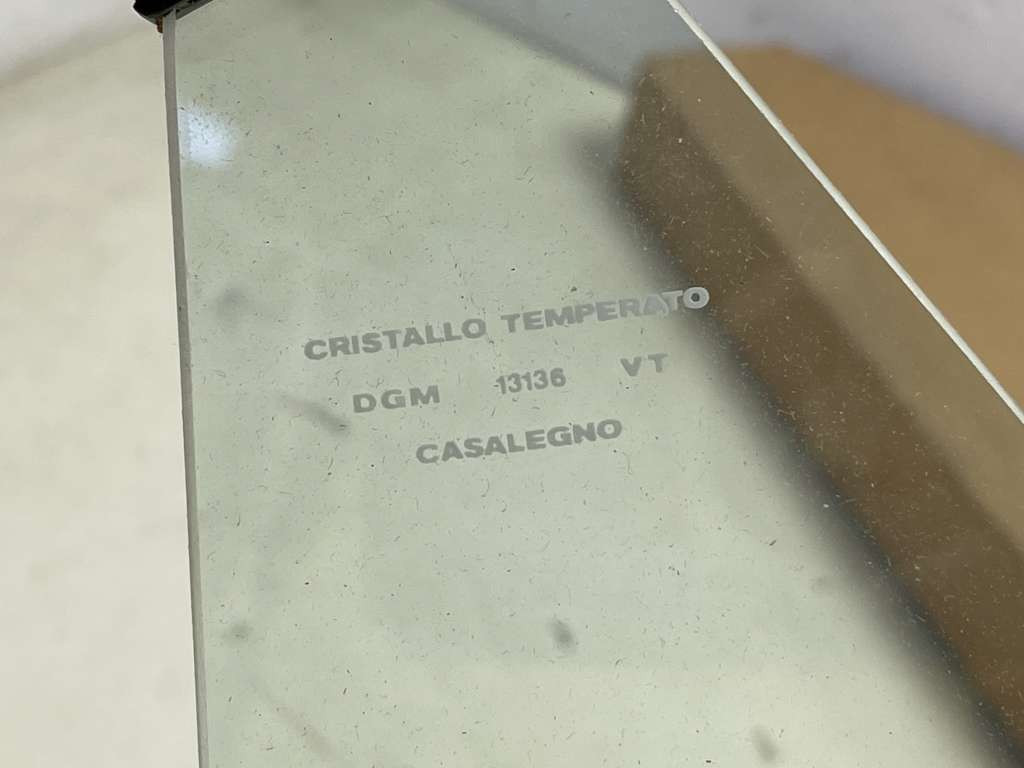 CRISTALLO TEMPERATO
DGM 13136 VT
CASALEGNO